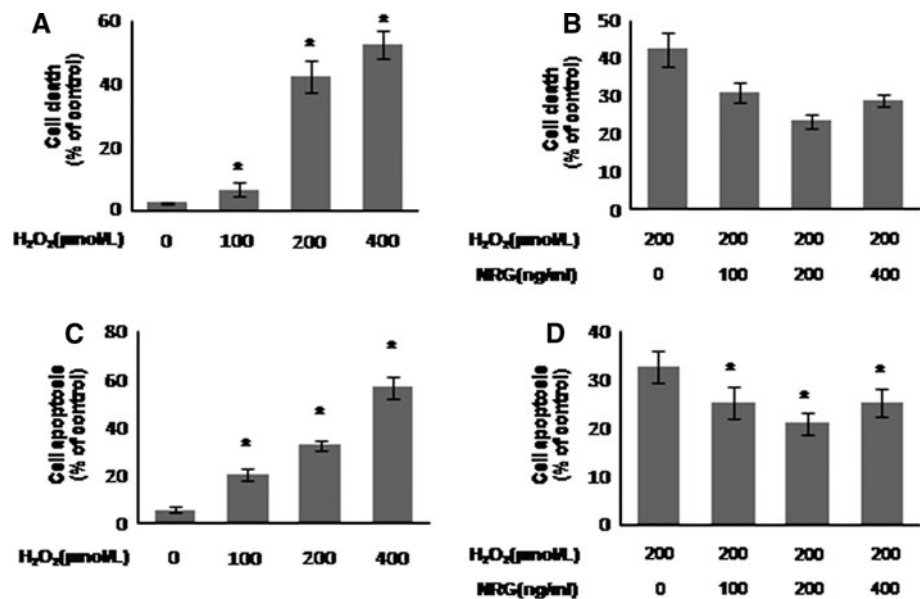 A
Cell death
(% of control)
60
40
20
0
*
*
*
H₂O₂(μmol/L) 0 100 200 400
B
Cell death
(% of control)
50
40
30
20
10
0
H₂O₂(μmol/L) 200 200 200 200
NRG(ng/ml) 0 100 200 400
C
Cell apoptosis
(% of control)
80
60
40
20
0
*
*
*
H₂O₂(μmol/L) 0 100 200 400
D
Cell apoptosis
(% of control)
40
30
20
10
0
*
*
*
H₂O₂(μmol/L) 200 200 200 200
NRG(ng/ml) 0 100 200 400